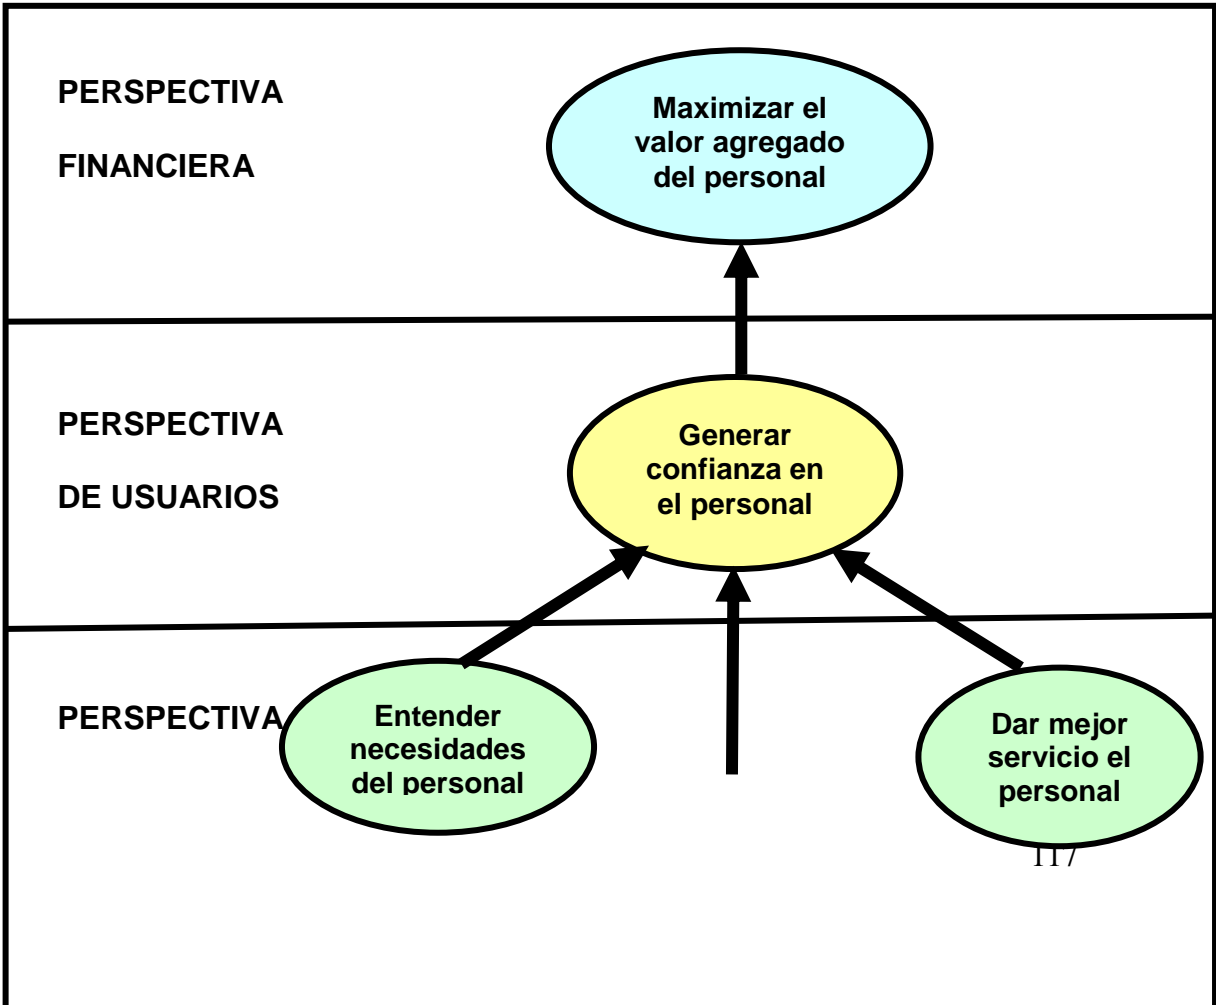 PERSPECTIVA
FINANCIERA
Maximizar el
valor agregado
del personal
PERSPECTIVA
DE USUARIOS
Generar
confianza en
el personal
PERSPECTIVA
Entender
necesidades
del personal
Dar mejor
servicio el
personal
117